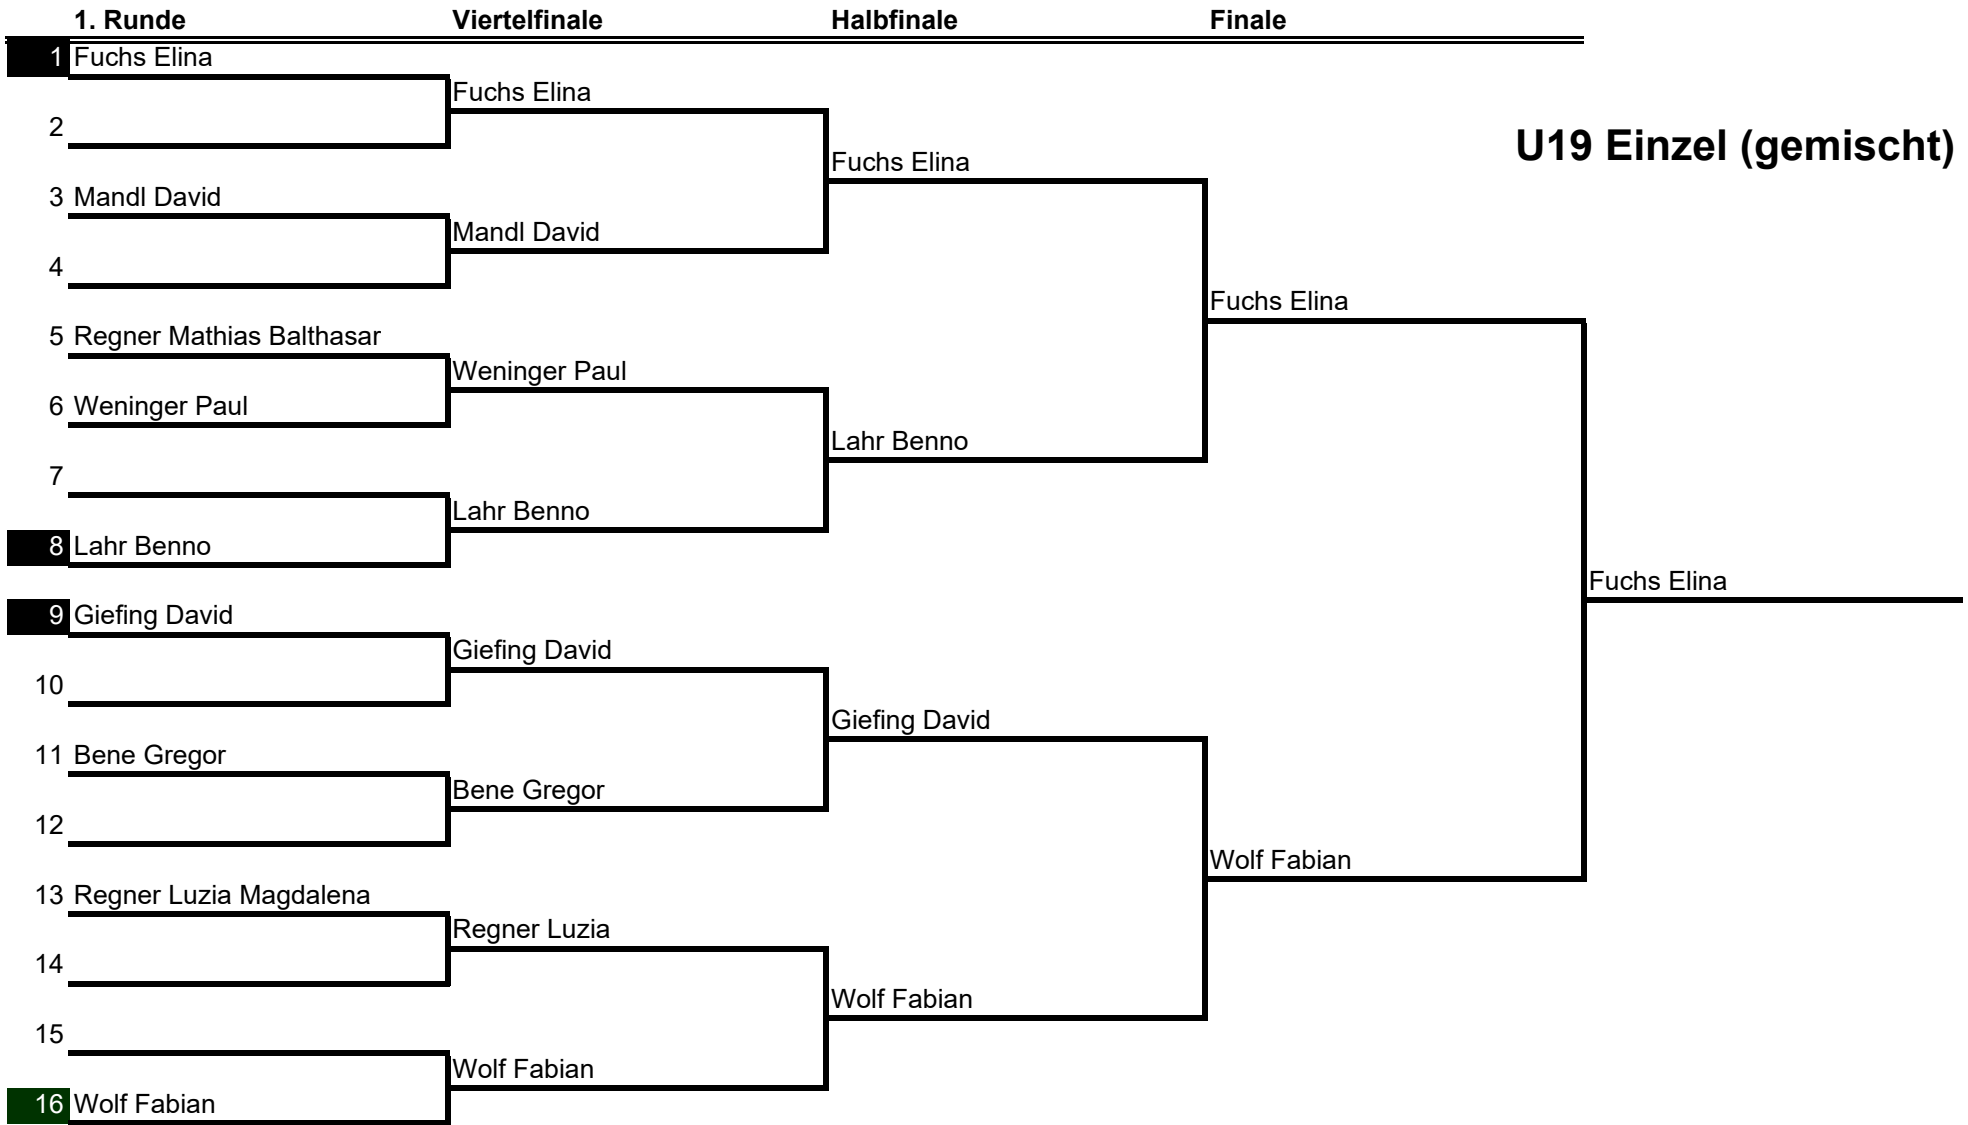 1. Runde Viertelfinale Halbfinale Finale
1 Fuchs Elina
Fuchs Elina
2
U19 Einzel (gemischt)
Fuchs Elina
3 Mandl David
Mandl David
4
Fuchs Elina
5 Regner Mathias Balthasar
Weninger Paul
6 Weninger Paul
Lahr Benno
7
Lahr Benno
8 Lahr Benno
Fuchs Elina
9 Giefing David
Giefing David
10
Giefing David
11 Bene Gregor
Bene Gregor
12
Wolf Fabian
13 Regner Luzia Magdalena
Regner Luzia
14
Wolf Fabian
15
Wolf Fabian
16 Wolf Fabian